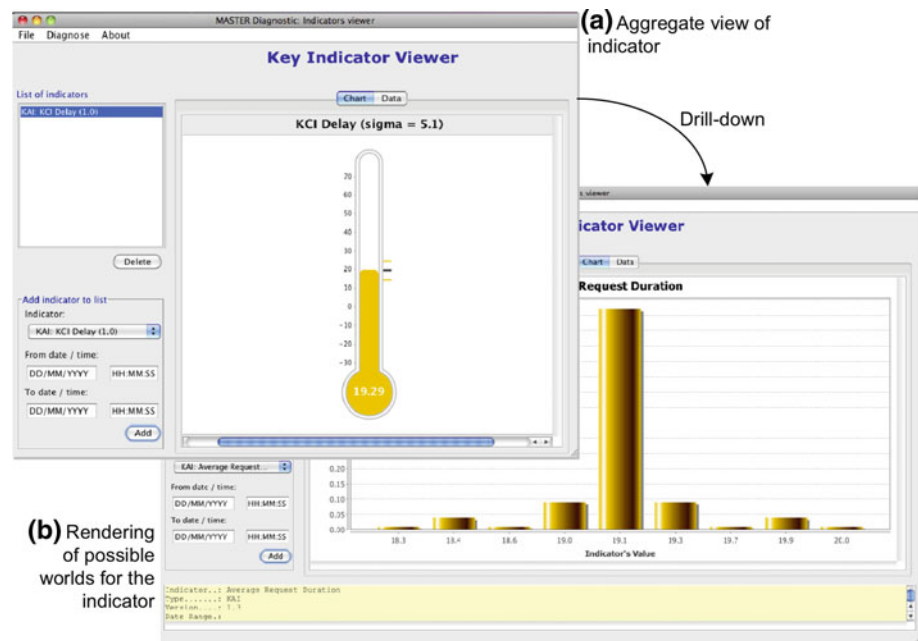 MASTER Diagnostic: Indicators viewer
File Diagnose About
(a) Aggregate view of
indicator
Key Indicator Viewer
List of indicators
KAI: KCI Delay (1.0)
Chart Data
KCI Delay (sigma = 5.1)
70
60
50
40
30
20
10
0
-10
-20
-30
19.29
Delete
Add indicator to list
Indicator:
KAI: KCI Delay (1.0)
From date / time:
DD/MM/YYYY HH:MM:SS
To date / time:
DD/MM/YYYY HH:MM:SS
Add
Drill-down
viewer
icator Viewer
Chart Data
Request Duration
0.20
0.15
0.10
0.05
0.00
18.3 18.4 18.6 19.0 19.1 19.3 19.7 19.9 20.0
Indicator's Value
KAI: Average Request...
From date / time:
DD/MM/YYYY HH:MM:SS
To date / time:
DD/MM/YYYY HH:MM:SS
Add
(b) Rendering
of possible
worlds for the
indicator
Indicator..: Average Request Duration
Type.......: KAI
Version....:
Date Range.: